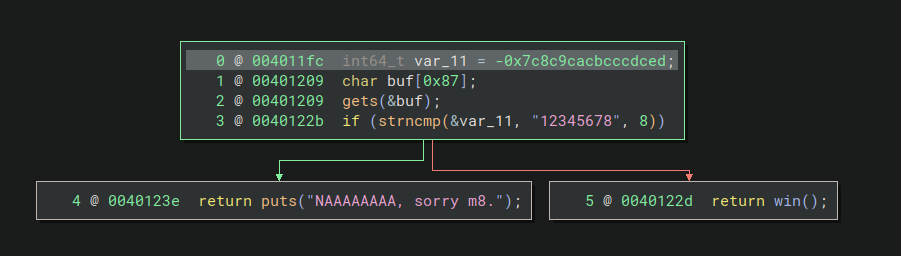 0 @ 004011fc  int64_t var_11 = -0x7c8c9cacbcccdced;
1 @ 00401209  char buf[0x87];
2 @ 00401209  gets(&buf);
3 @ 0040122b  if (strncmp(&var_11, "12345678", 8))
4 @ 0040123e  return puts("NAAAAAAAA, sorry m8.");
5 @ 0040122d  return win();